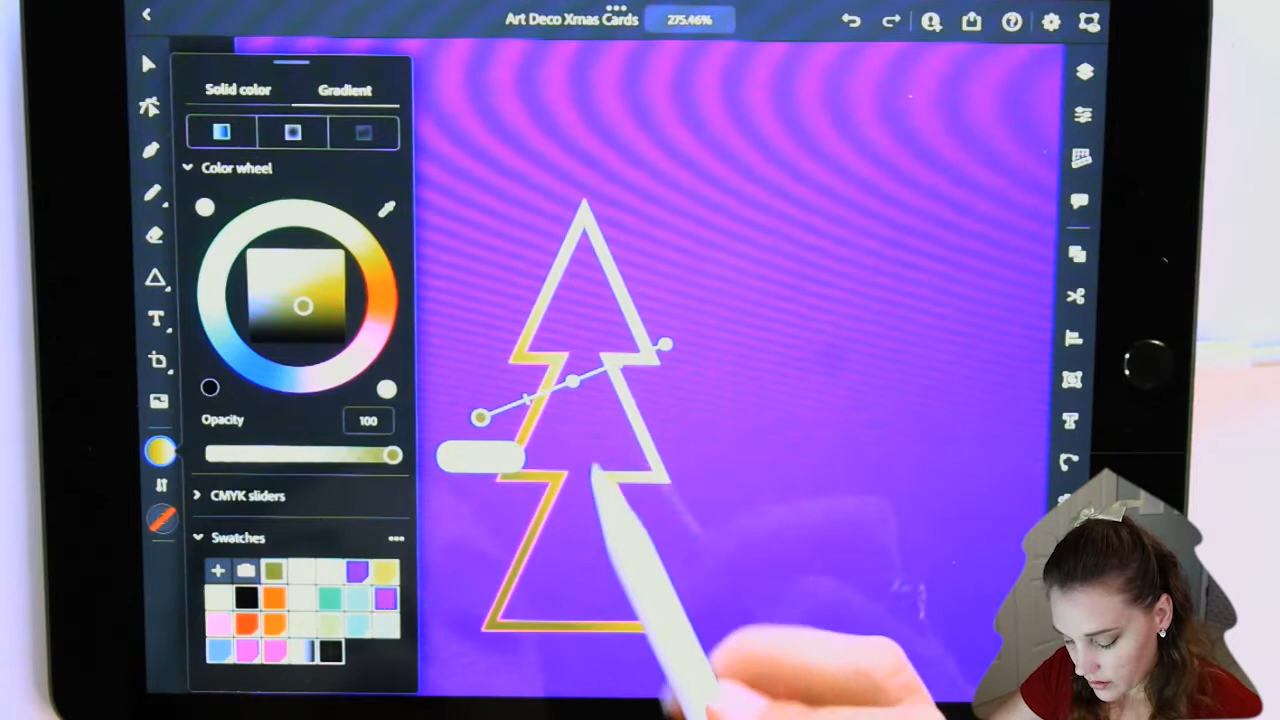 Art Deco Xmas Cards 275.46%
Solid color Gradient
Color wheel
Opacity 100
CMYK sliders
Swatches